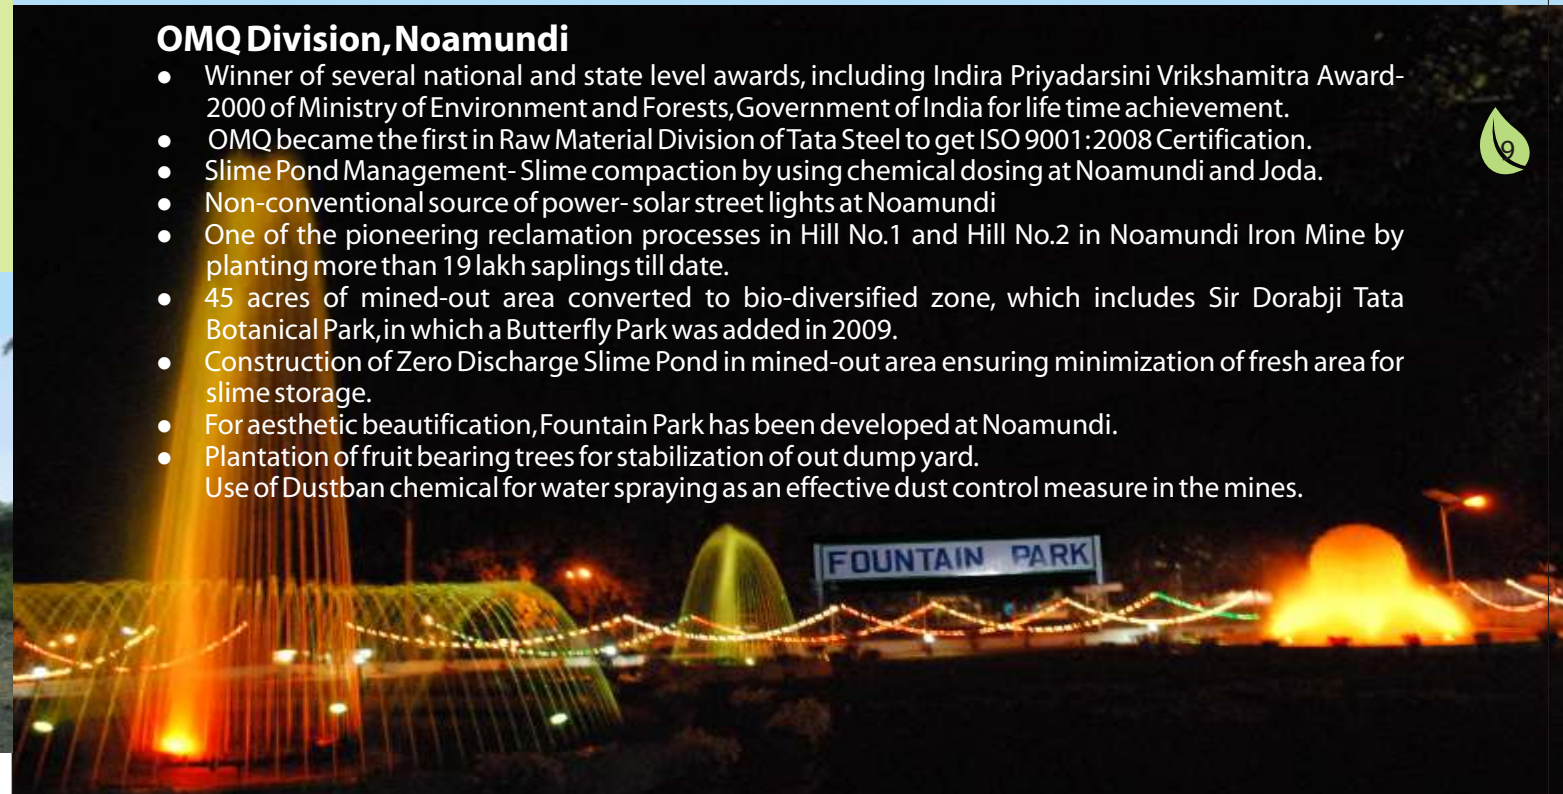 OMQ Division, Noamundi
● Winner of several national and state level awards, including Indira Priyadarsini Vrikshamitra Award-
2000 of Ministry of Environment and Forests, Government of India for life time achievement.
● OMQ became the first in Raw Material Division of Tata Steel to get ISO 9001:2008 Certification.
● Slime Pond Management- Slime compaction by using chemical dosing at Noamundi and Joda.
● Non-conventional source of power- solar street lights at Noamundi
● One of the pioneering reclamation processes in Hill No.1 and Hill No.2 in Noamundi Iron Mine by
planting more than 19 lakh saplings till date.
● 45 acres of mined-out area converted to bio-diversified zone, which includes Sir Dorabji Tata
Botanical Park, in which a Butterfly Park was added in 2009.
● Construction of Zero Discharge Slime Pond in mined-out area ensuring minimization of fresh area for
slime storage.
● For aesthetic beautification, Fountain Park has been developed at Noamundi.
● Plantation of fruit bearing trees for stabilization of out dump yard.
Use of Dustban chemical for water spraying as an effective dust control measure in the mines.
9
FOUNTAIN PARK